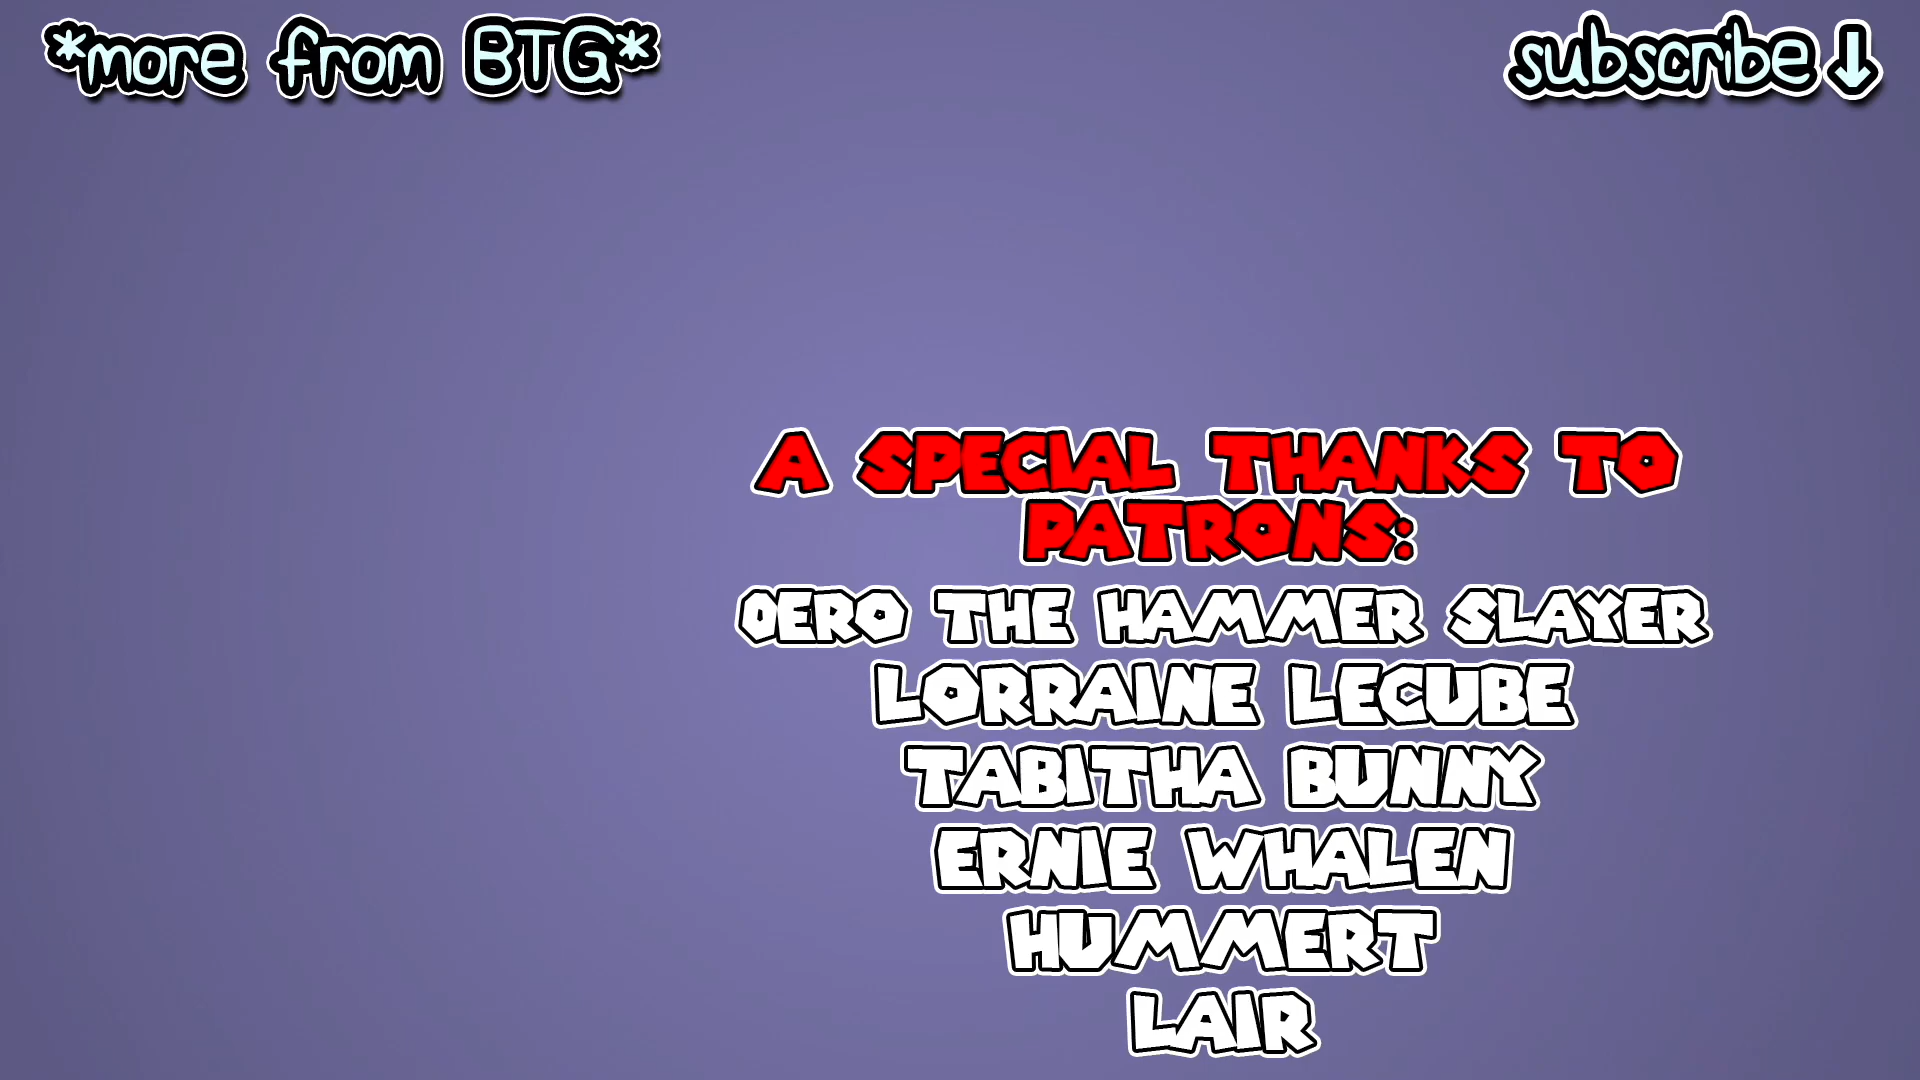 *more from BTG*
subscribe ↓
A SPECIAL THANKS TO
PATRONS:
OERO THE HAMMER SLAYER
LORRAINE LECUBE
TABITHA BUNNY
ERNIE WHALEN
HUMMERT
LAIR